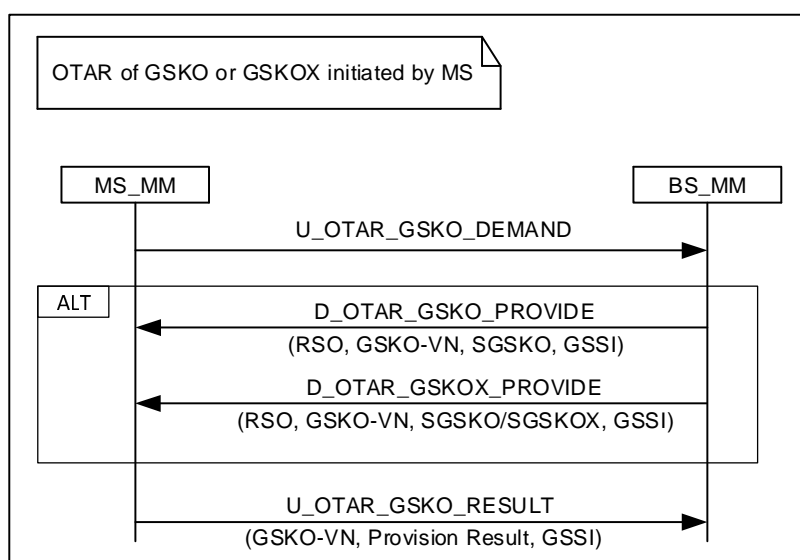 OTAR of GSKO or GSKOX initiated by MS
MS_MM
BS_MM
U_OTAR_GSKO_DEMAND
ALT
D_OTAR_GSKO_PROVIDE
(RSO, GSKO-VN, SGSKO, GSSI)
D_OTAR_GSKOX_PROVIDE
(RSO, GSKO-VN, SGSKO/SGSKOX, GSSI)
U_OTAR_GSKO_RESULT
(GSKO-VN, Provision Result, GSSI)